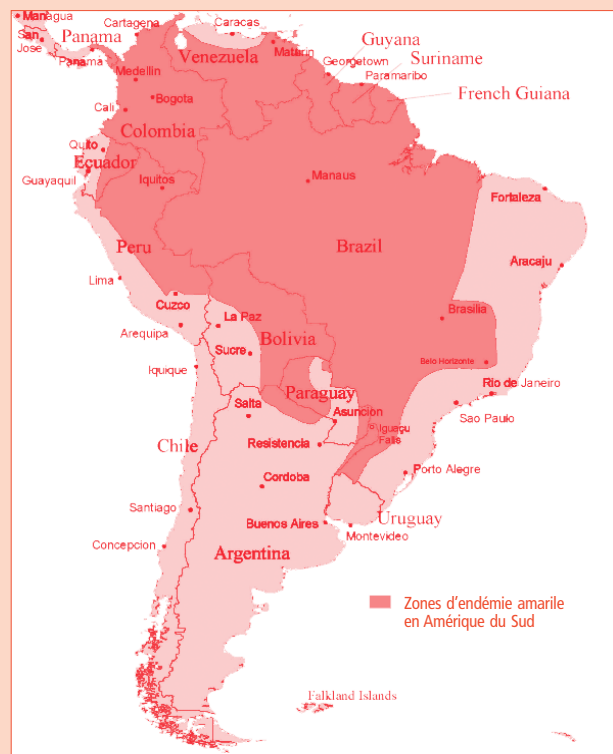 Managua
Cartagena
Caracas
San
Jose
Panama
Panama
Venezuela
Maturin
Guyana
Georgetown
Suriname
Paramaribo
French Guiana
Medellin
Bogota
Cali
Colombia
Quito
Ecuador
Guayaquil
Iquitos
Manaus
Fortaleza
Peru
Brazil
Aracaju
Lima
Cuzco
Brasilia
La Paz
Arequipa
Bolivia
Sucre
Belo Horizonte
Iquique
Paraguay
Rio de Janeiro
Salta
Asuncion
Sao Paulo
Iguaçu
Falls
Chile
Resistencia
Cordoba
Porto Alegre
Santiago
Buenos Aires
Uruguay
Montevideo
Concepcion
Argentina
Zones d'endémie amarile
en Amérique du Sud
Falkland Islands